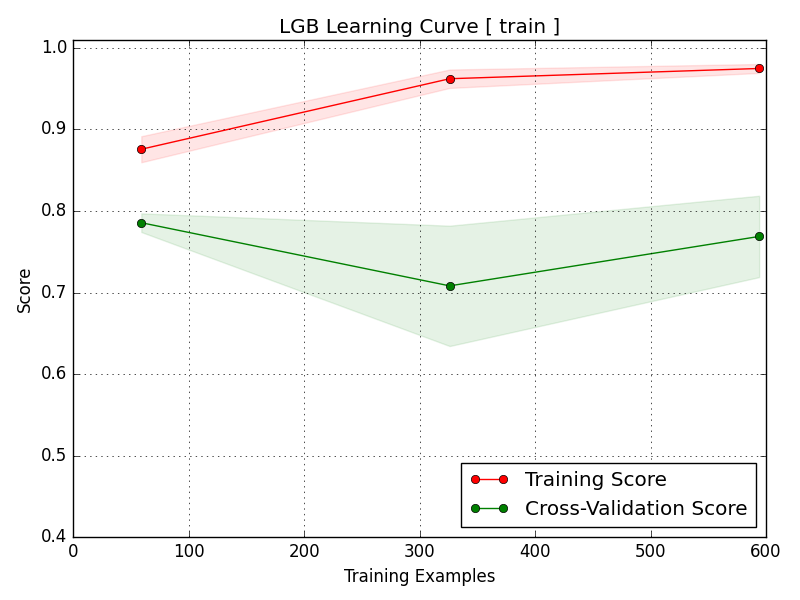 LGB Learning Curve [ train ]
1.0
0.9
0.8
0.7
0.6
0.5
0.4
Score
Training Score
Cross-Validation Score
0 100 200 300 400 500 600
Training Examples